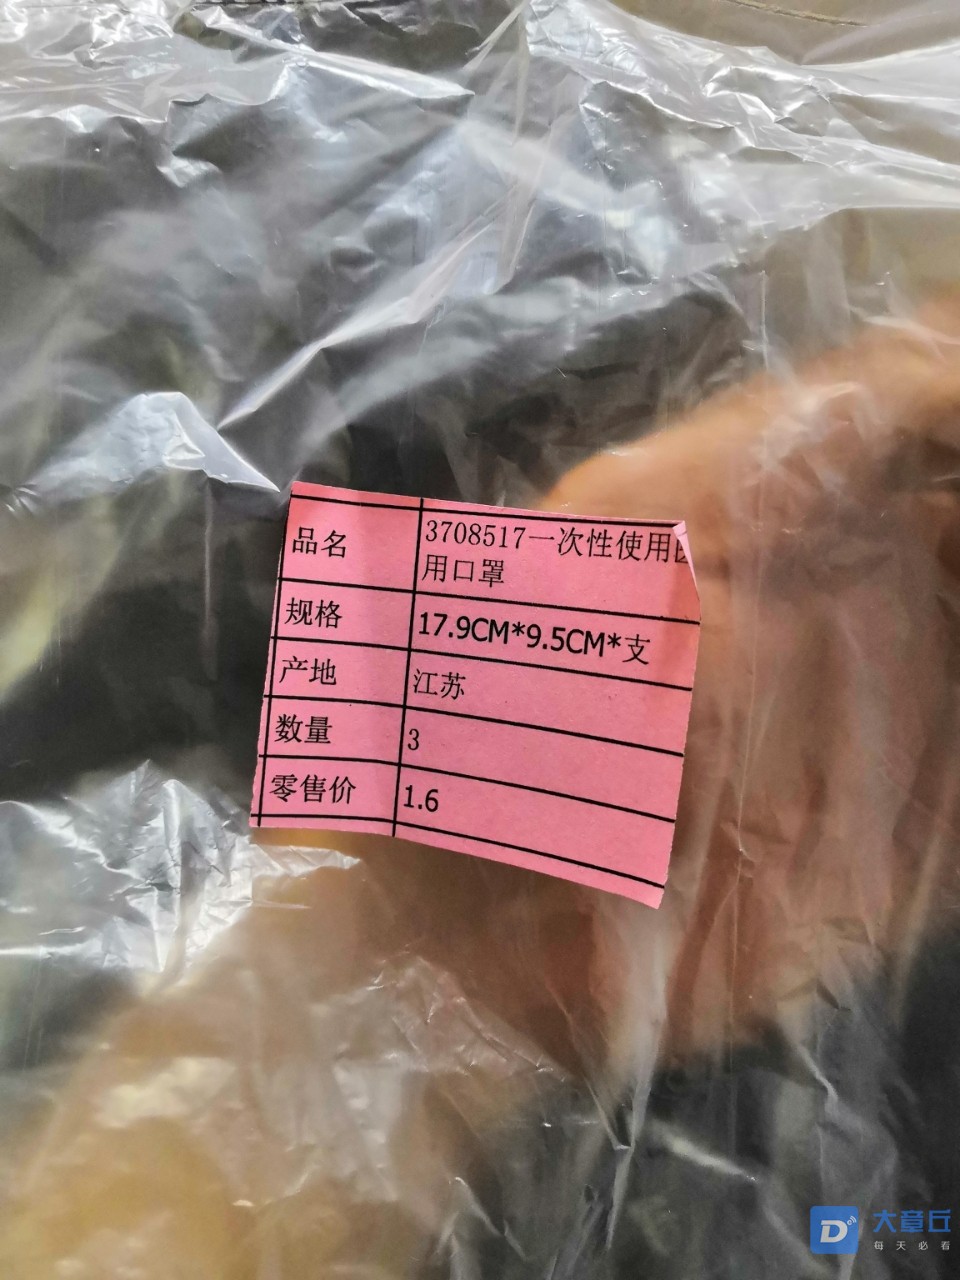 品名 3708517一次性使用医
用口罩
规格 17.9CM*9.5CM*支
产地 江苏
数量 3
零售价 1.6
大章丘
每天必看